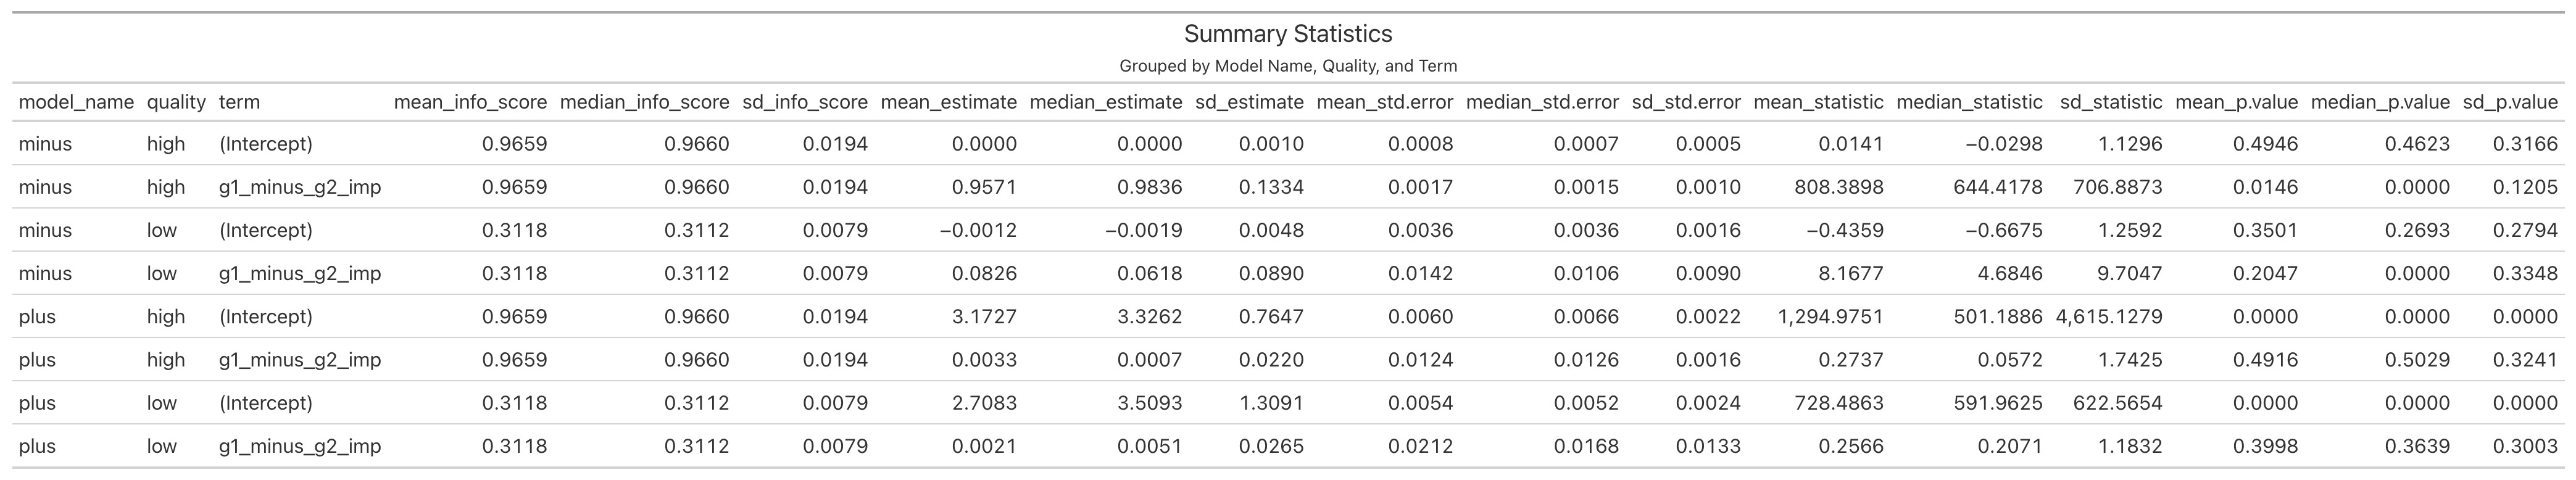 Summary Statistics
Grouped by Model Name, Quality, and Term
model_name quality term mean_info_score median_info_score sd_info_score mean_estimate median_estimate sd_estimate mean_std.error median_std.error sd_std.error mean_statistic median_statistic sd_statistic mean_p.value median_p.value sd_p.value
minus high (Intercept) 0.9659 0.9660 0.0194 0.0000 0.0000 0.0010 0.0008 0.0007 0.0005 0.0141 −0.0298 1.1296 0.4946 0.4623 0.3166
minus high g1_minus_g2_imp 0.9659 0.9660 0.0194 0.9571 0.9836 0.1334 0.0017 0.0015 0.0010 808.3898 644.4178 706.8873 0.0146 0.0000 0.1205
minus low (Intercept) 0.3118 0.3112 0.0079 −0.0012 −0.0019 0.0048 0.0036 0.0036 0.0016 −0.4359 −0.6675 1.2592 0.3501 0.2693 0.2794
minus low g1_minus_g2_imp 0.3118 0.3112 0.0079 0.0826 0.0618 0.0890 0.0142 0.0106 0.0090 8.1677 4.6846 9.7047 0.2047 0.0000 0.3348
plus high (Intercept) 0.9659 0.9660 0.0194 3.1727 3.3262 0.7647 0.0060 0.0066 0.0022 1,294.9751 501.1886 4,615.1279 0.0000 0.0000 0.0000
plus high g1_minus_g2_imp 0.9659 0.9660 0.0194 0.0033 0.0007 0.0220 0.0124 0.0126 0.0016 0.2737 0.0572 1.7425 0.4916 0.5029 0.3241
plus low (Intercept) 0.3118 0.3112 0.0079 2.7083 3.5093 1.3091 0.0054 0.0052 0.0024 728.4863 591.9625 622.5654 0.0000 0.0000 0.0000
plus low g1_minus_g2_imp 0.3118 0.3112 0.0079 0.0021 0.0051 0.0265 0.0212 0.0168 0.0133 0.2566 0.2071 1.1832 0.3998 0.3639 0.3003